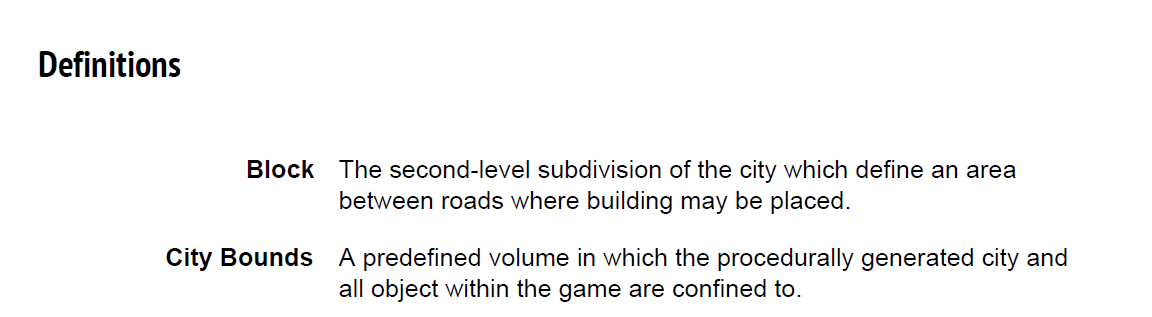 Definitions
Block The second-level subdivision of the city which define an area
between roads where building may be placed.
City Bounds A predefined volume in which the procedurally generated city and
all object within the game are confined to.